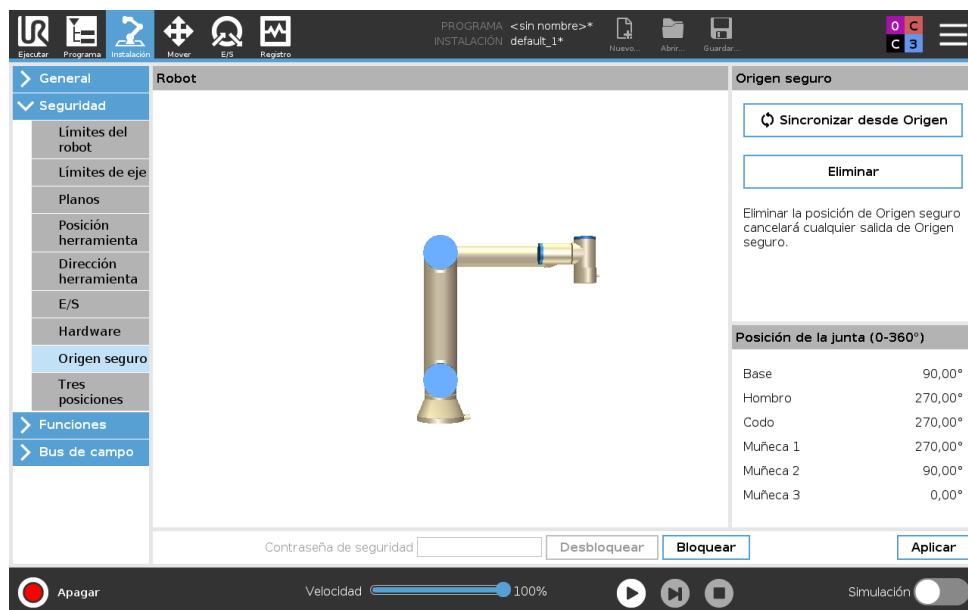 PROGRAMA <sin nombre>*
INSTALACIÓN default_1*
Ejecutar Programa Instalación Mover E/S Registro Nuevo... Abrir... Guardar...
0 C
C 3
General
Seguridad
Límites del
robot
Límites de eje
Planos
Posición
herramienta
Dirección
herramienta
E/S
Hardware
Origen seguro
Tres
posiciones
Funciones
Bus de campo
Robot
Origen seguro
Sincronizar desde Origen
Eliminar
Eliminar la posición de Origen seguro
cancelará cualquier salida de Origen
seguro.
Posición de la junta (0-360°)
Base 90,00°
Hombro 270,00°
Codo 270,00°
Muñeca 1 270,00°
Muñeca 2 90,00°
Muñeca 3 0,00°
Contraseña de seguridad Desbloquear Bloquear Aplicar
Apagar Velocidad 100% Simulación